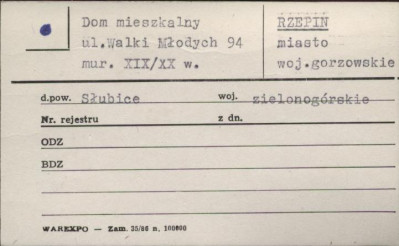 Dom mieszkalny
ul.Walki Młodych 94
mur. XIX/XX w.
RZEPIN
miasto
woj.gorzowskie
d.pow. Słubice woj. zielonogórskie
Nr. rejestru z dn.
ODZ
BDZ
WAREXPO — Zam. 35/66 n. 100000